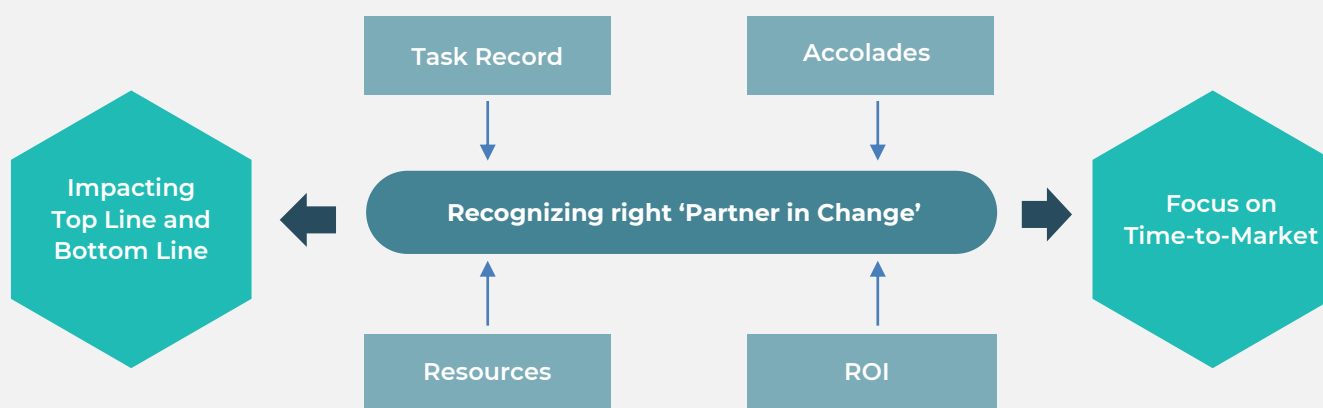 Task Record
Accolades
Impacting
Top Line and
Bottom Line
Recognizing right ‘Partner in Change’
Focus on
Time-to-Market
Resources
ROI